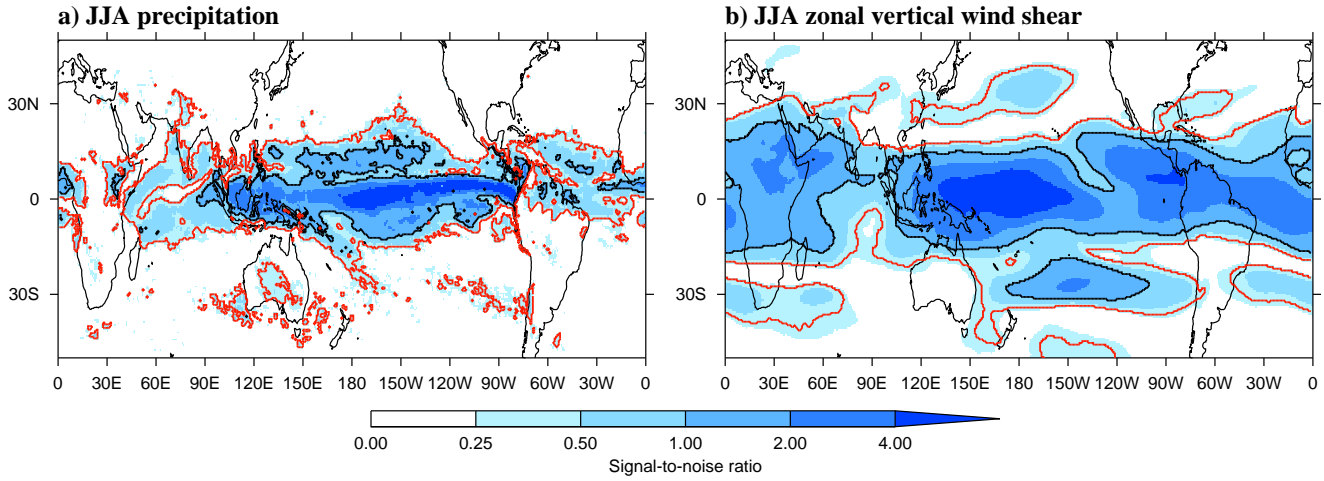 a) JJA precipitation
b) JJA zonal vertical wind shear
30N
0
30S
0 30E 60E 90E 120E 150E 180 150W 120W 90W 60W 30W 0
30N
0
30S
0 30E 60E 90E 120E 150E 180 150W 120W 90W 60W 30W 0
0.00 0.25 0.50 1.00 2.00 4.00
Signal-to-noise ratio